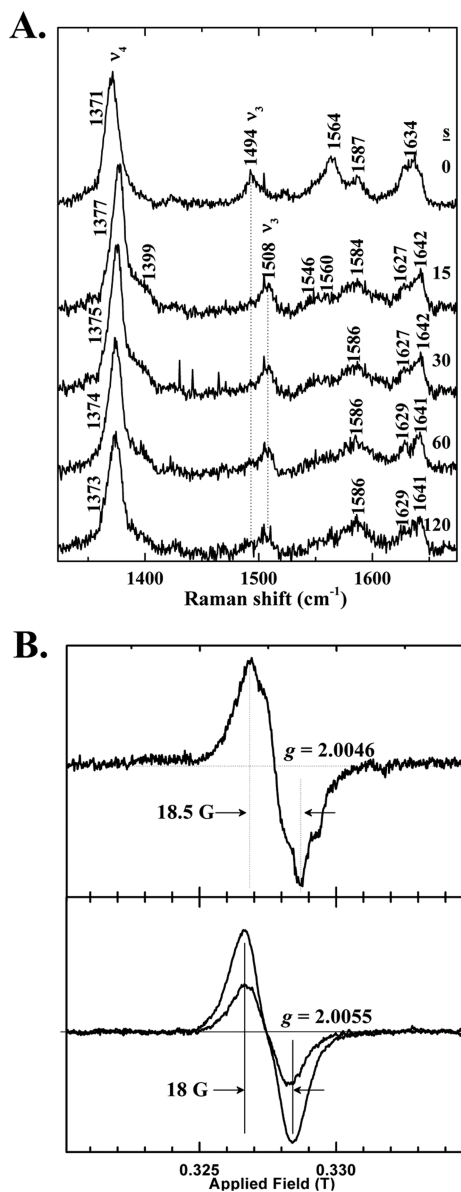 A.
ν4
1371
1494 ν3
1564
1587
1634
s
0
1377
1399
ν3
1508
1546
1560
1584
1627
1642
15
1375
1586
1627
1642
30
1374
1586
1629
1641
60
1373
1586
1629
1641
120
1400 1500 1600
Raman shift (cm-1)
B.
g = 2.0046
18.5 G
g = 2.0055
18 G
0.325 0.330
Applied Field (T)